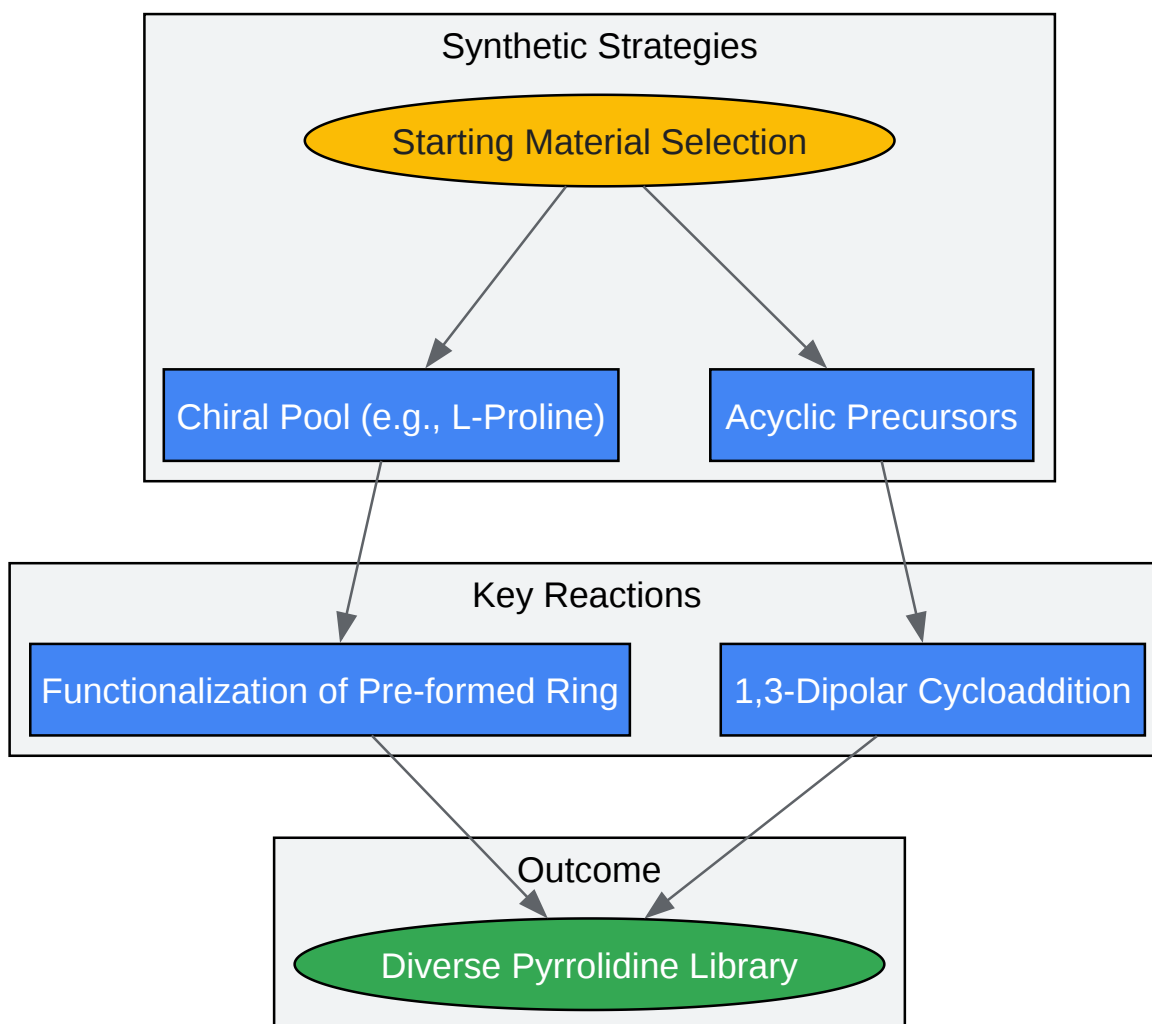 Synthetic Strategies
Starting Material Selection
Chiral Pool (e.g., L-Proline)
Acyclic Precursors
Key Reactions
Functionalization of Pre-formed Ring
1,3-Dipolar Cycloaddition
Outcome
Diverse Pyrrolidine Library